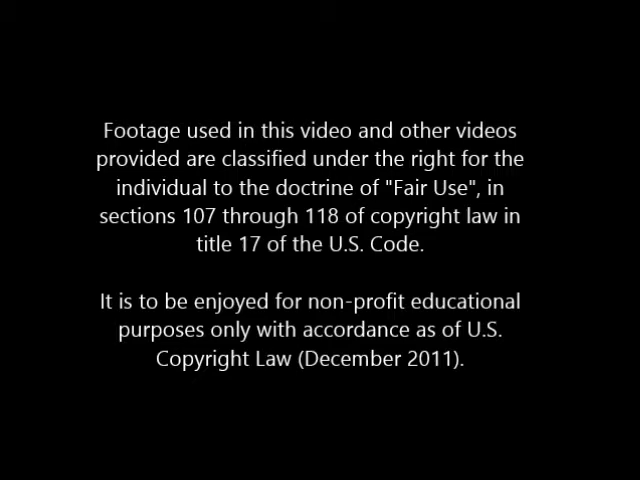 Footage used in this video and other videos
provided are classified under the right for the
individual to the doctrine of "Fair Use", in
sections 107 through 118 of copyright law in
title 17 of the U.S. Code.
It is to be enjoyed for non-profit educational
purposes only with accordance as of U.S.
Copyright Law (December 2011).